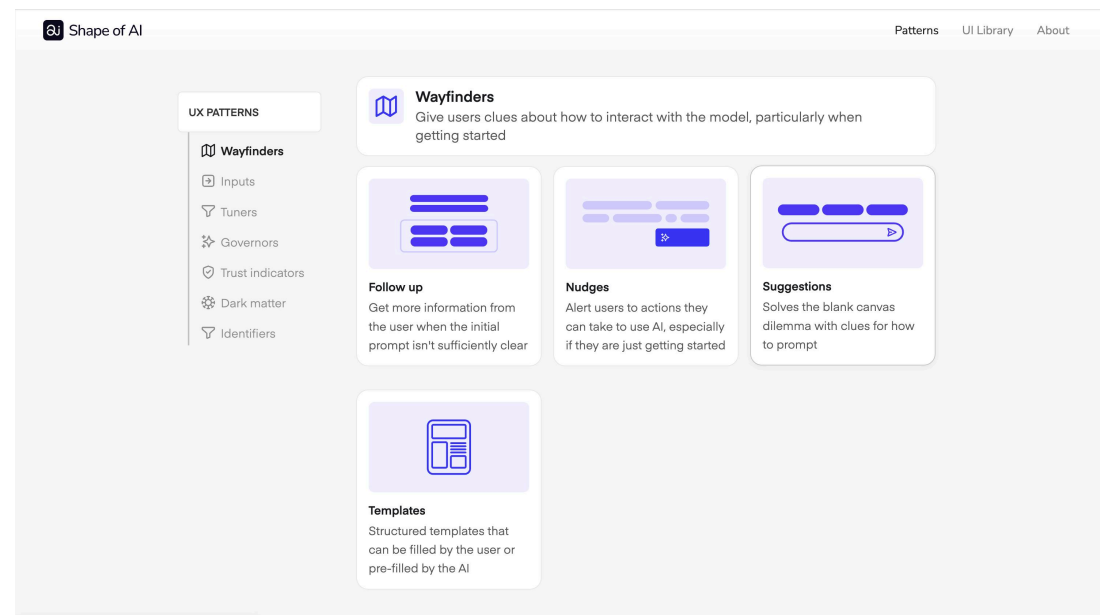 Shape of AI
Patterns
UI Library
About
UX PATTERNS
Wayfinders
Inputs
Tuners
Governors
Trust indicators
Dark matter
Identifiers
Wayfinders
Give users clues about how to interact with the model, particularly when
getting started
Follow up
Get more information from
the user when the initial
prompt isn't sufficiently clear
Nudges
Alert users to actions they
can take to use AI, especially
if they are just getting started
Suggestions
Solves the blank canvas
dilemma with clues for how
to prompt
Templates
Structured templates that
can be filled by the user or
pre-filled by the AI